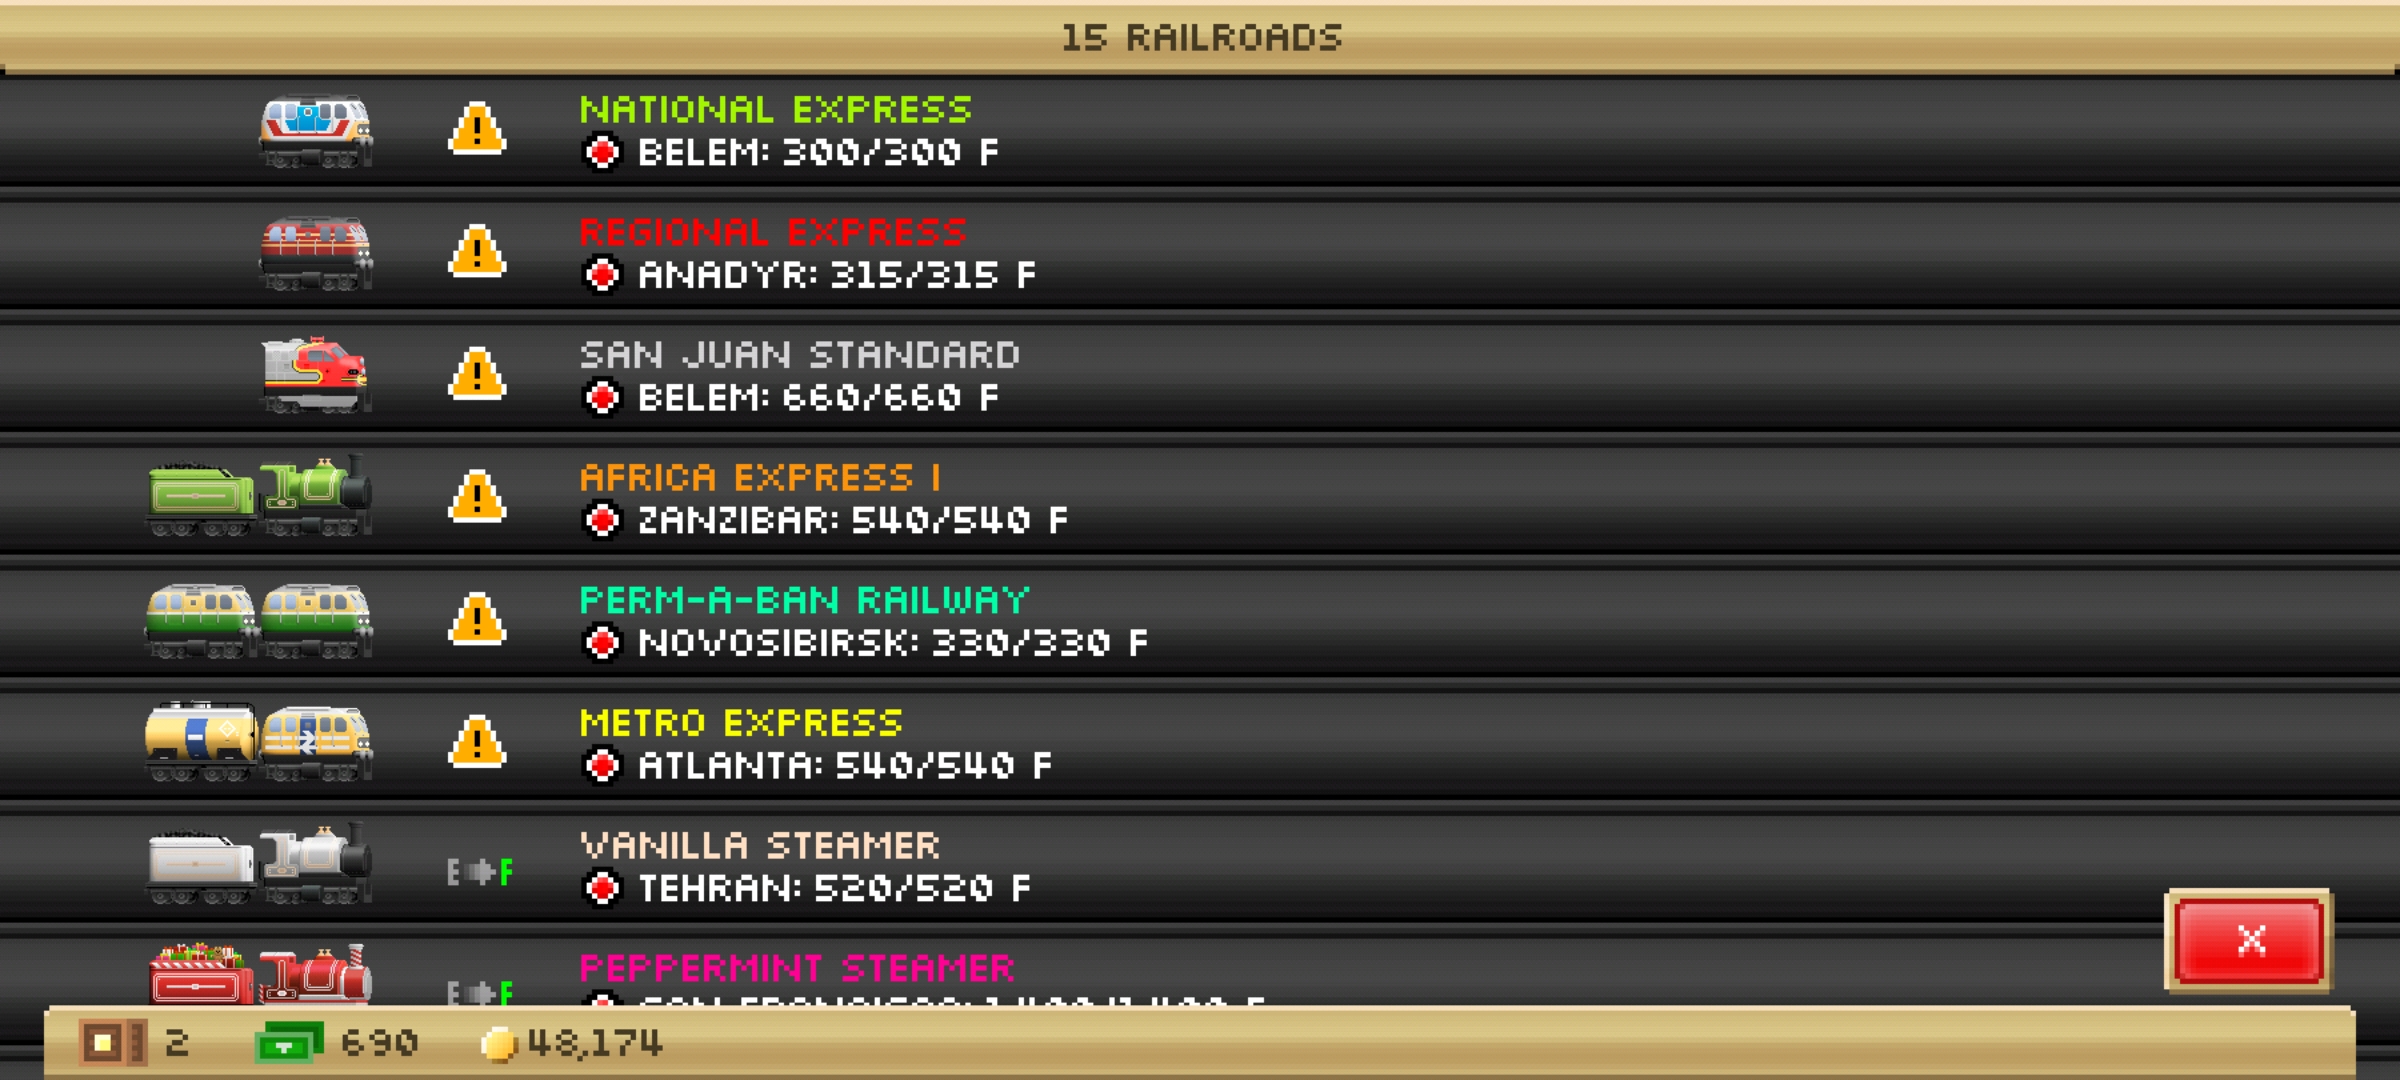 15 RAILROADS
NATIONAL EXPRESS
BELEM: 300/300 F
REGIONAL EXPRESS
ANADYR: 315/315 F
SAN JUAN STANDARD
BELEM: 660/660 F
AFRICA EXPRESS I
ZANZIBAR: 540/540 F
PERM-A-BAN RAILWAY
NOVOSIBIRSK: 330/330 F
METRO EXPRESS
ATLANTA: 540/540 F
VANILLA STEAMER
E F
TEHRAN: 520/520 F
PEPPERMINT STEAMER
E F
X
2 690 48,174